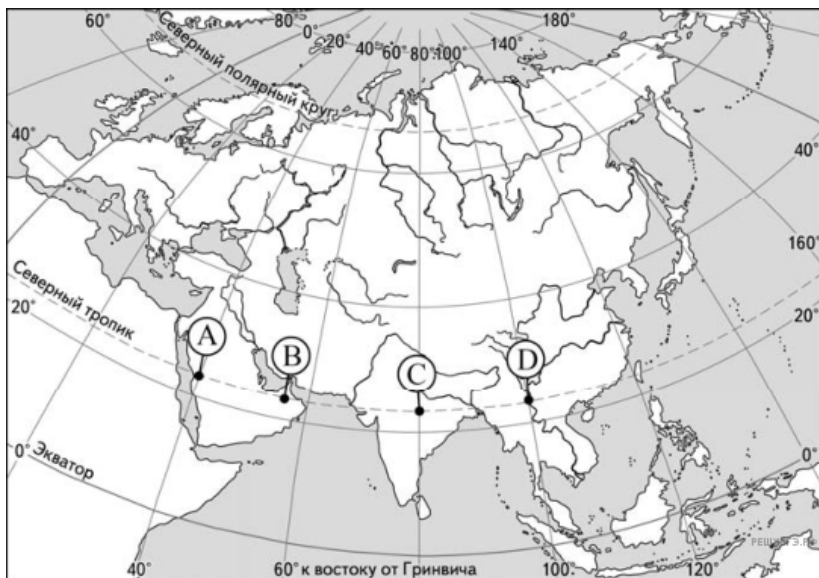 60° 80° 0° 20° 40° 60° 80° 100° 140° 180°
Северный полярный круг
40° 40°
160°
Северный тропик
20° 20°
A B C D
Экватор
0° 0°
40° 60° к востоку от Гринвича 100° 120°